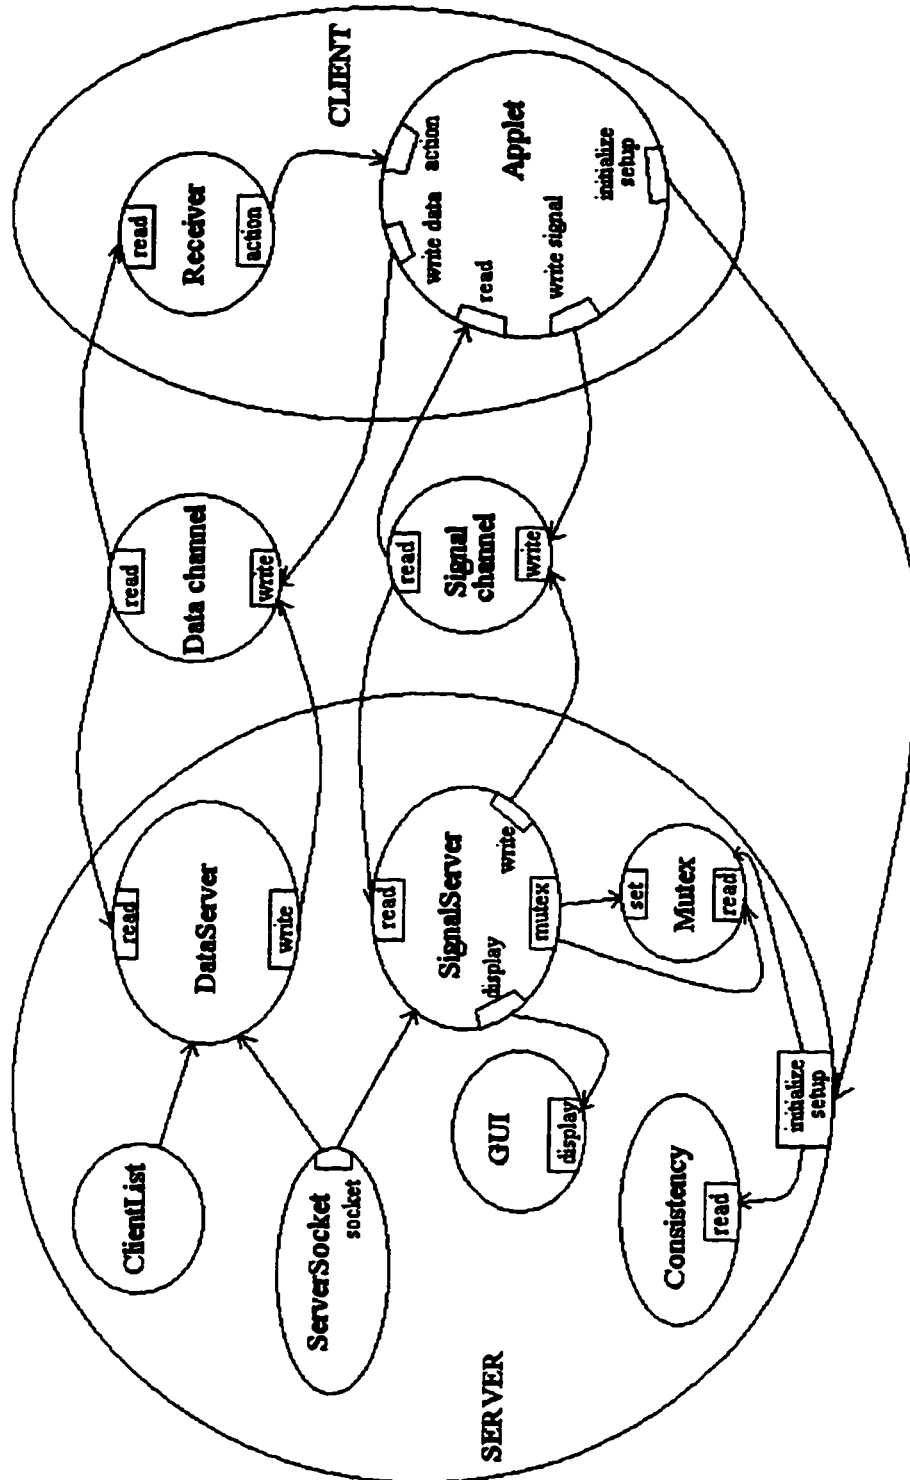 CLIENT
read
Receiver
action
action
write data
read
Applet
write signal
initialize
setup
read
Data channel
write
read
Signal
channel
write
read
DataServer
write
read
SignalServer
write
display
mutex
set
Mutex
read
ClientList
ServerSocket
socket
GUI
display
Consistency
read
initialize
setup
SERVER